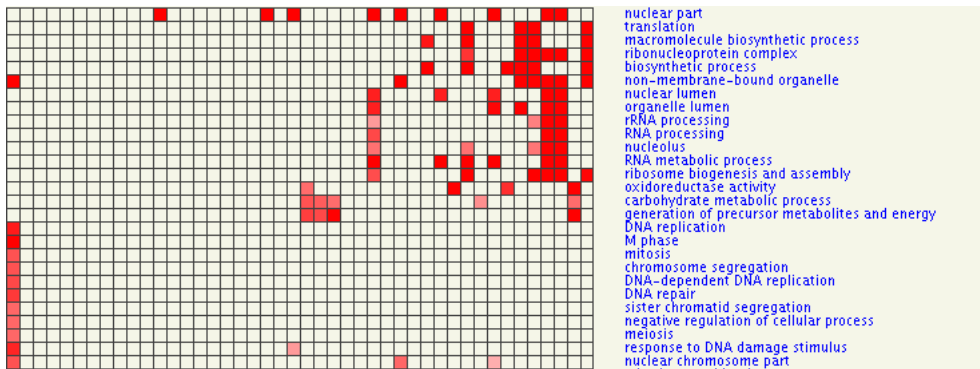 nuclear part
translation
macromolecule biosynthetic process
ribonucleoprotein complex
biosynthetic process
non-membrane-bound organelle
nuclear lumen
organelle lumen
rRNA processing
RNA processing
nucleolus
RNA metabolic process
ribosome biogenesis and assembly
oxidoreductase activity
carbohydrate metabolic process
generation of precursor metabolites and energy
DNA replication
M phase
mitosis
chromosome segregation
DNA-dependent DNA replication
DNA repair
sister chromatid segregation
negative regulation of cellular process
meiosis
response to DNA damage stimulus
nuclear chromosome part